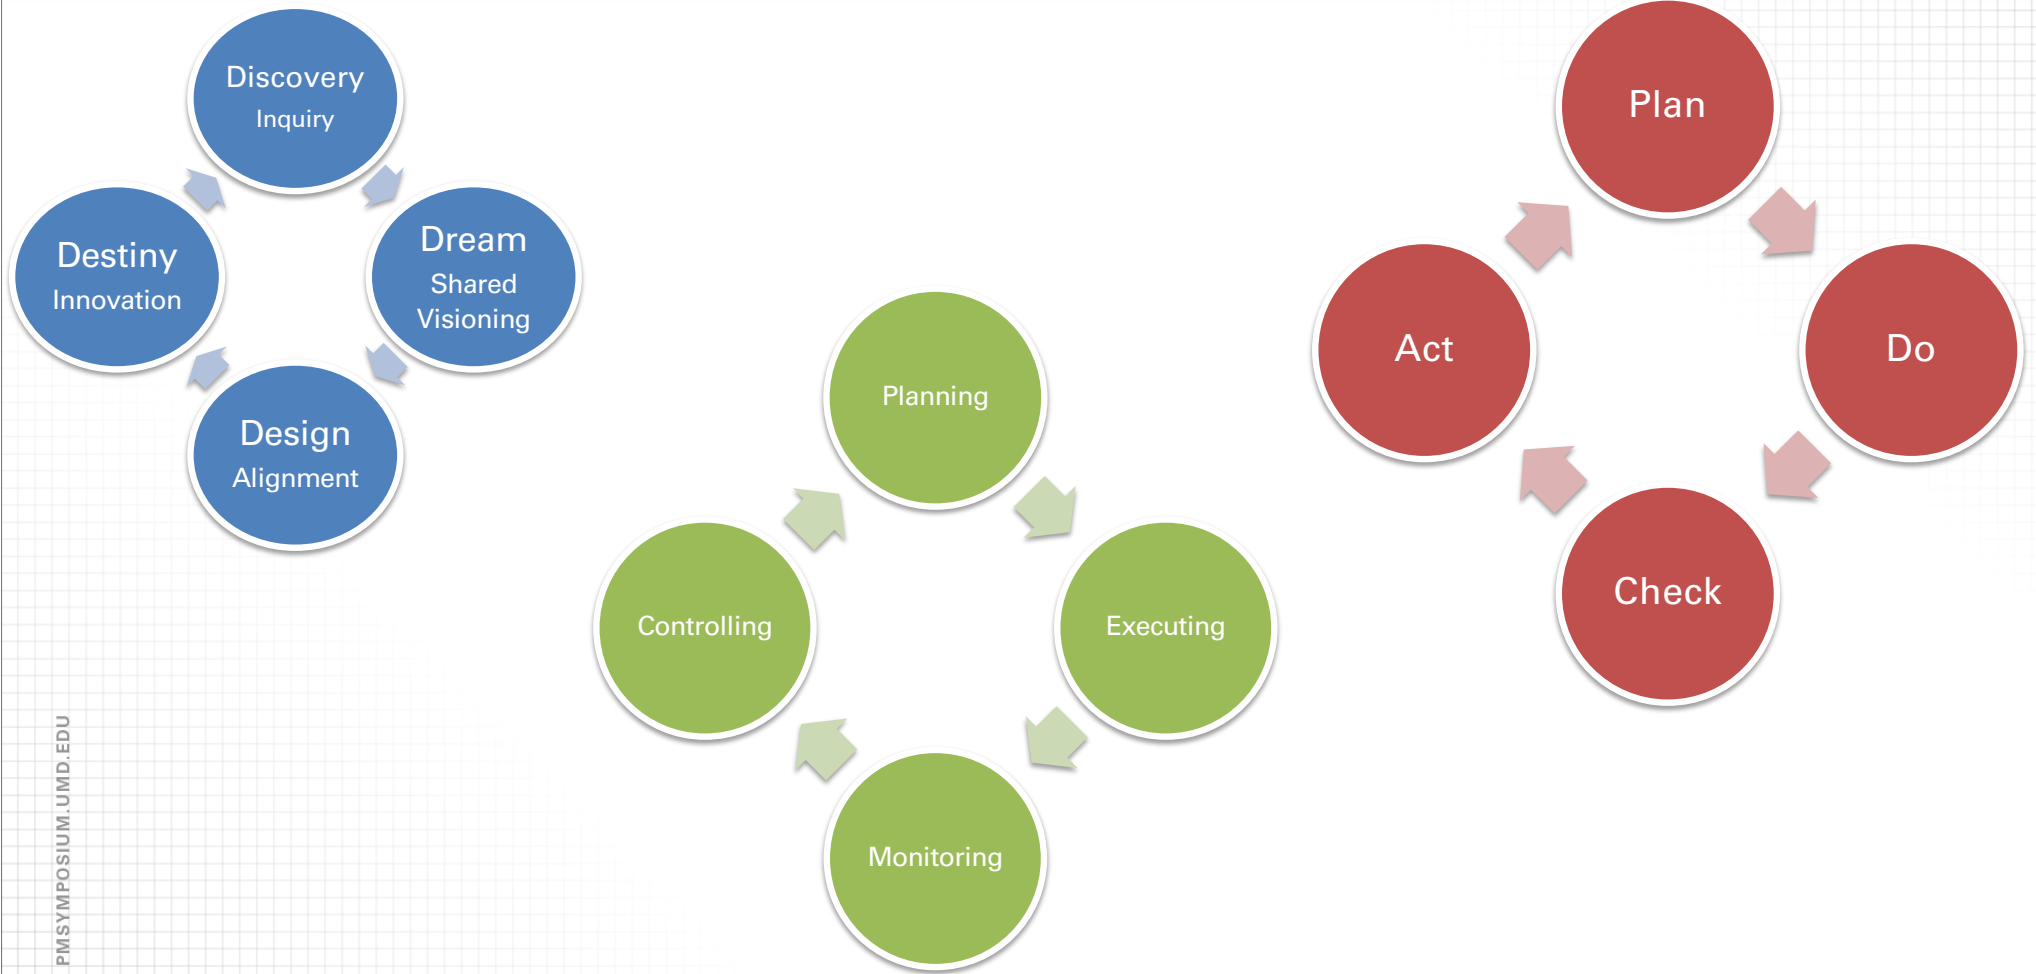 Discovery
Inquiry
Dream
Shared
Visioning
Design
Alignment
Destiny
Innovation
Planning
Executing
Monitoring
Controlling
Plan
Do
Check
Act
PMSYMPOSIUM.UMD.EDU